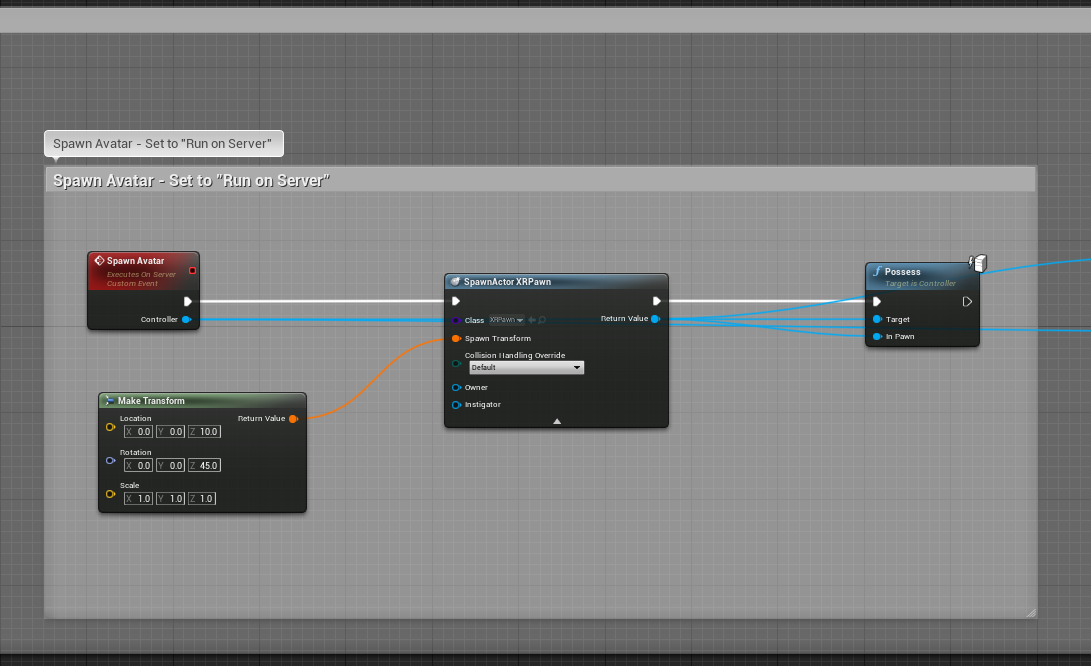 Spawn Avatar - Set to "Run on Server"
Spawn Avatar - Set to "Run on Server"
Spawn Avatar
Executes On Server
Custom Event
Controller
SpawnActor XRPawn
Class XRPawn
Return Value
Spawn Transform
Collision Handling Override
Default
Owner
Instigator
Possess
Target is Controller
Target
In Pawn
Make Transform
Location
Return Value
X 0.0 Y 0.0 Z 10.0
Rotation
X 0.0 Y 0.0 Z 45.0
Scale
X 1.0 Y 1.0 Z 1.0